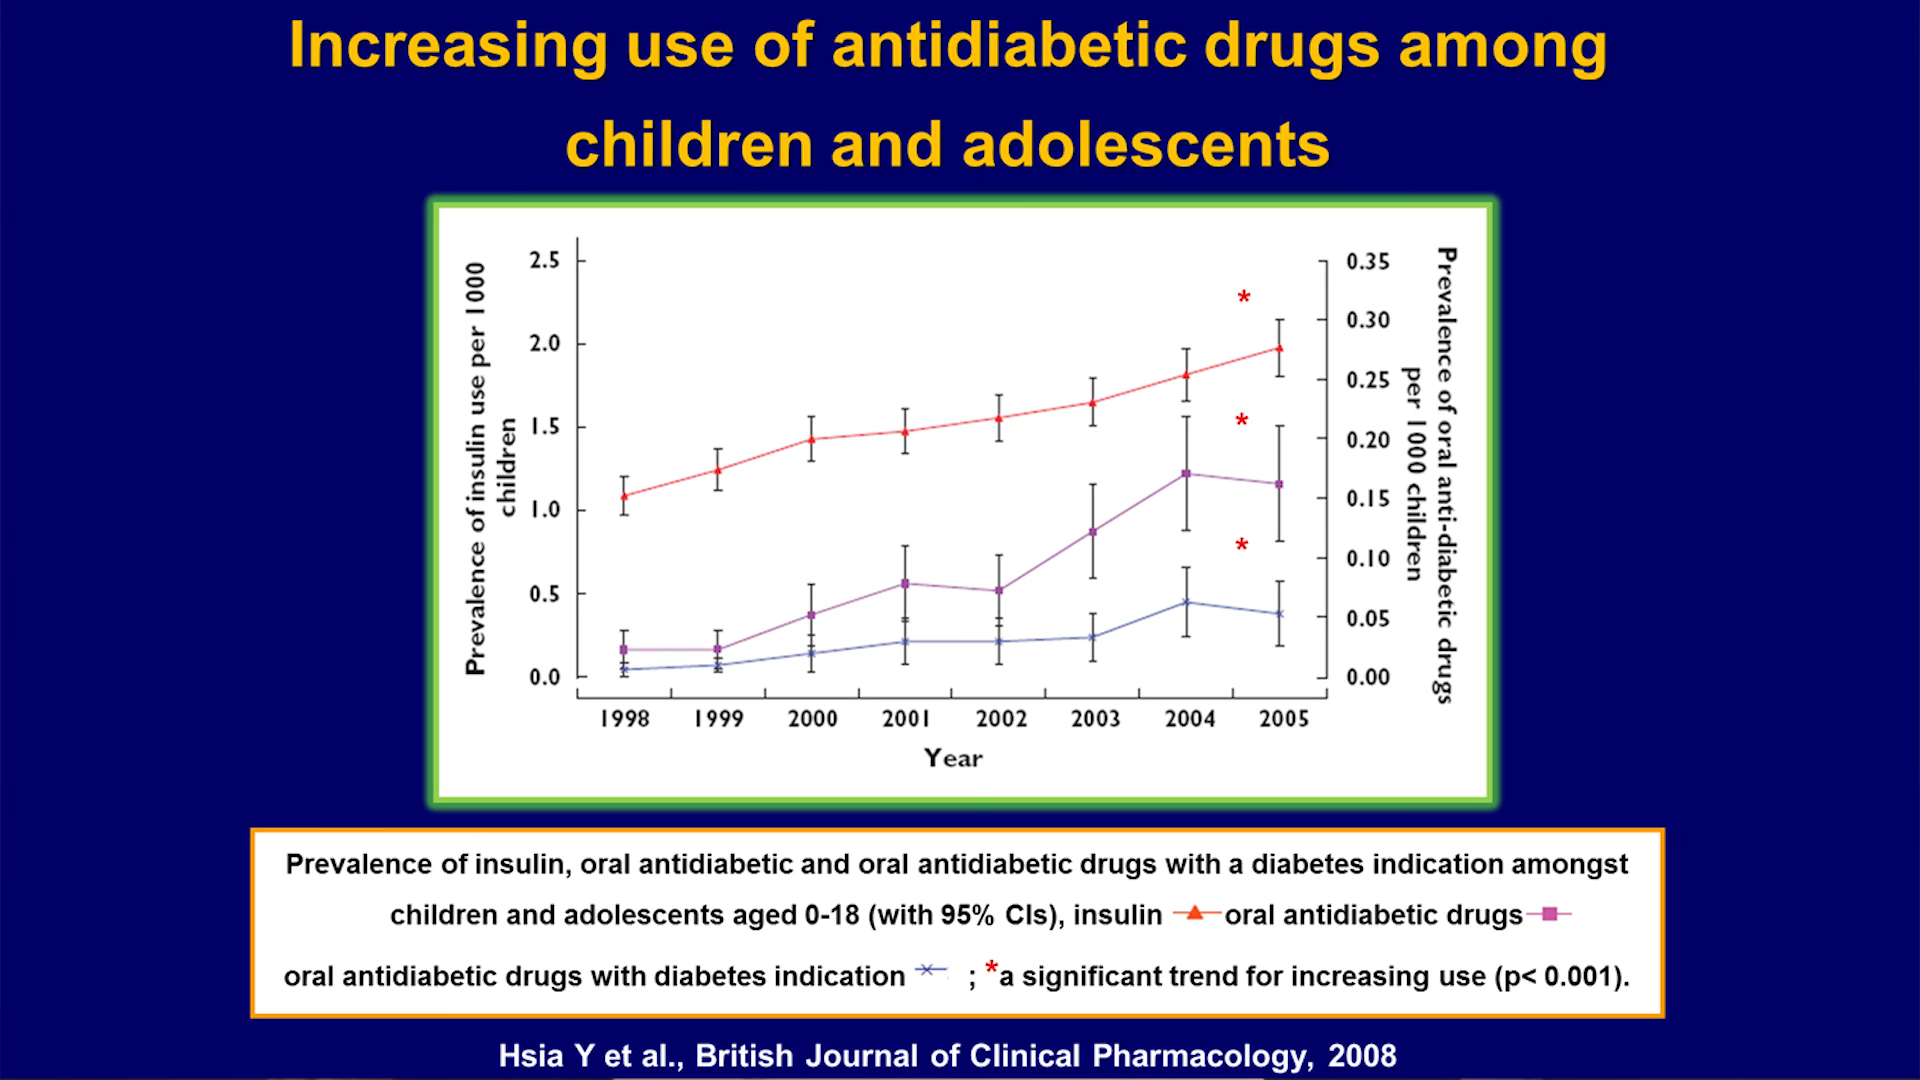 Increasing use of antidiabetic drugs among
children and adolescents
Prevalence of insulin use per 1000
children
2.5
2.0
1.5
1.0
0.5
0.0
0.35
0.30
0.25
0.20
0.15
0.10
0.05
0.00
Prevalence of oral anti-diabetic drugs
per 1000 children
*
*
*
1998 1999 2000 2001 2002 2003 2004 2005
Year
Prevalence of insulin, oral antidiabetic and oral antidiabetic drugs with a diabetes indication amongst
children and adolescents aged 0-18 (with 95% CIs), insulin oral antidiabetic drugs
oral antidiabetic drugs with diabetes indication ; *a significant trend for increasing use (p< 0.001).
Hsia Y et al., British Journal of Clinical Pharmacology, 2008